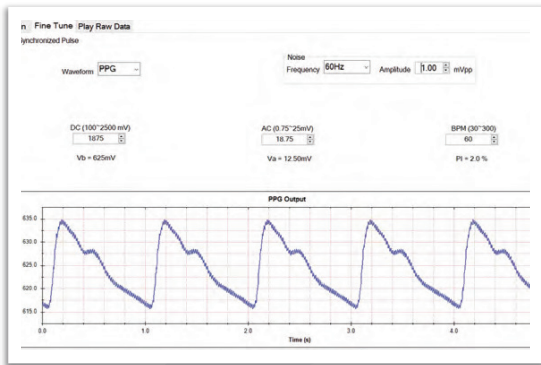 n Fine Tune Play Raw Data
ynchronized Pulse
Waveform PPG
Noise
Frequency 60Hz Amplitude 1.00 mVpp
DC (100~2500 mV) AC (0.75~25mV) BPM (30~300)
1875 18.75 60
Vb = 625mV Va = 12.50mV PI = 2.0 %
PPG Output
635.0
630.0
625.0
620.0
615.0
0.0 1.0 2.0 3.0 4.0
Time (s)